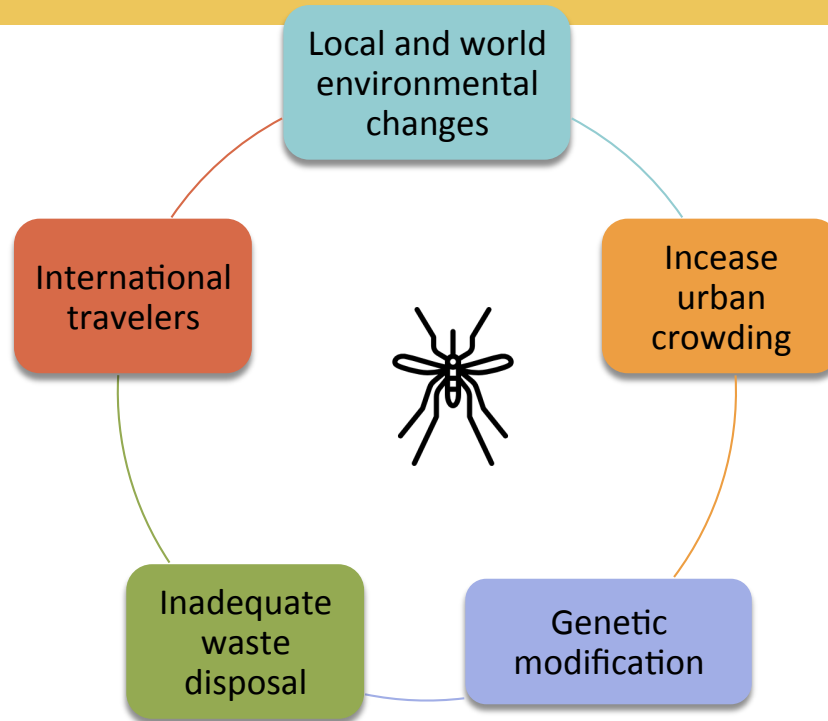 Local and world
environmental
changes
Incease
urban
crowding
Genetic
modification
Inadequate
waste
disposal
International
travelers